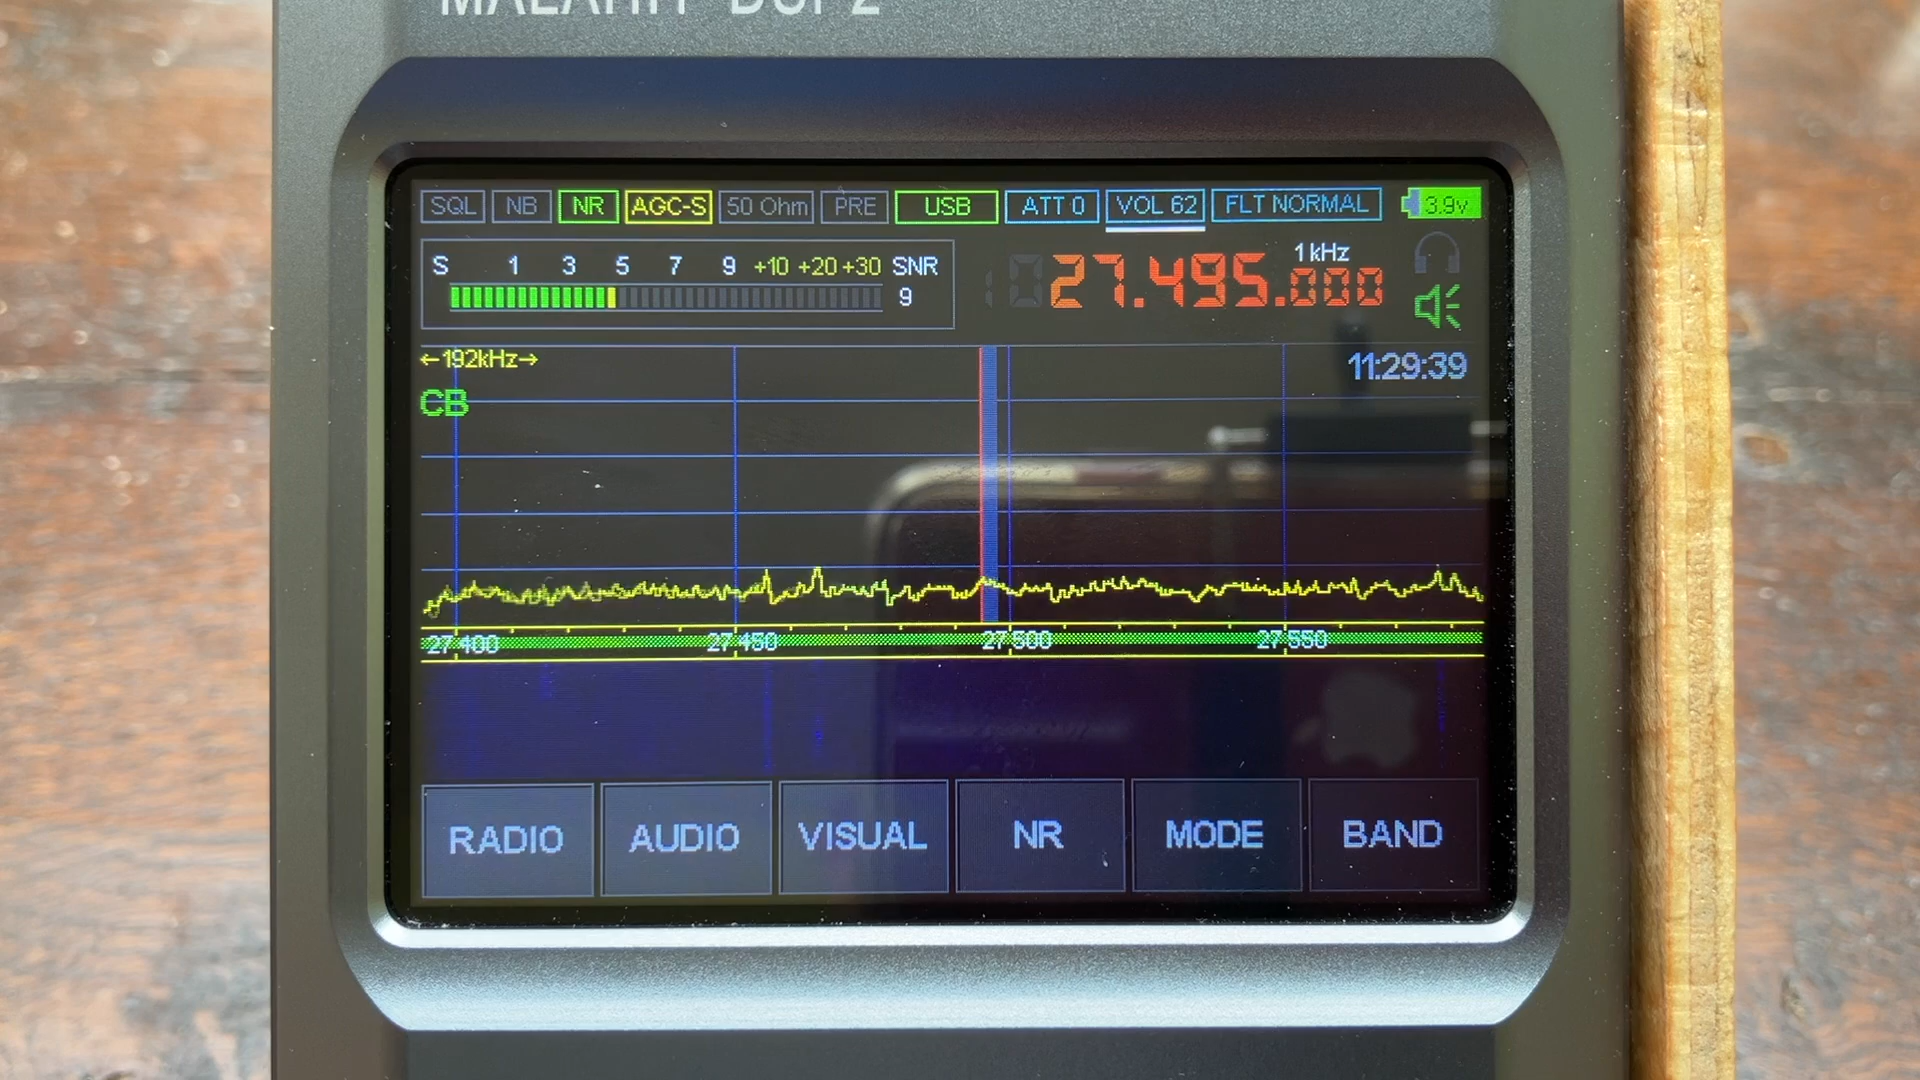 MALAHIT DSP2
SQL NB NR AGC-S 50 Ohm PRE USB ATT 0 VOL 62 FLT NORMAL 3.9v
S 1 3 5 7 9 +10 +20 +30 SNR
9
1 kHz
27.495.000
←192kHz→
11:29:39
CB
27.400 27.450 27.500 27.550
RADIO AUDIO VISUAL NR MODE BAND